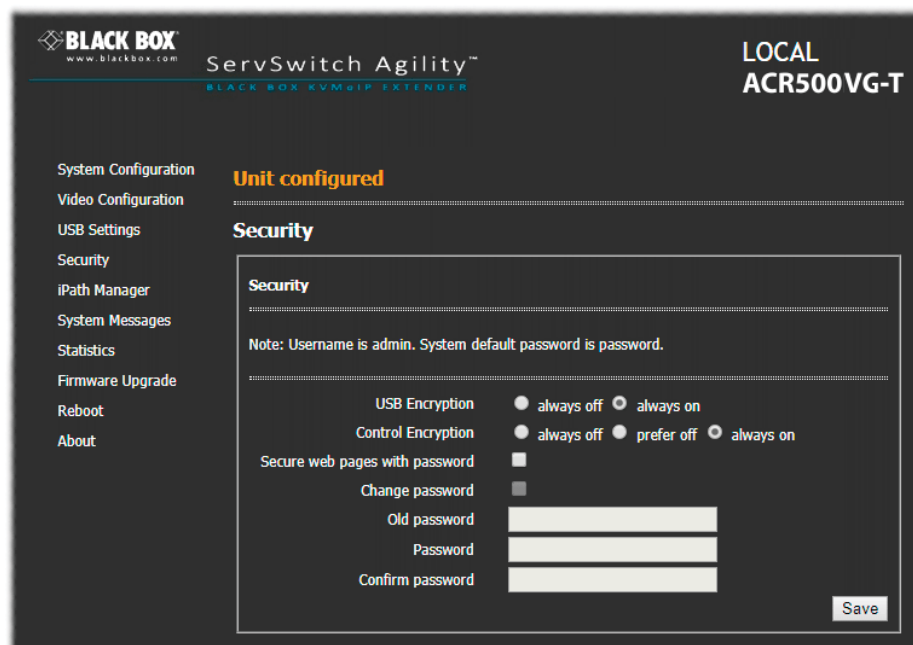 BLACK BOX
www.blackbox.com
ServSwitch Agility™
BLACK BOX KVMoIP EXTENDER
LOCAL
ACR500VG-T
System Configuration
Video Configuration
USB Settings
Security
iPath Manager
System Messages
Statistics
Firmware Upgrade
Reboot
About
Unit configured
Security
Security
Note: Username is admin. System default password is password.
USB Encryption always off always on
Control Encryption always off prefer off always on
Secure web pages with password
Change password
Old password
Password
Confirm password
Save